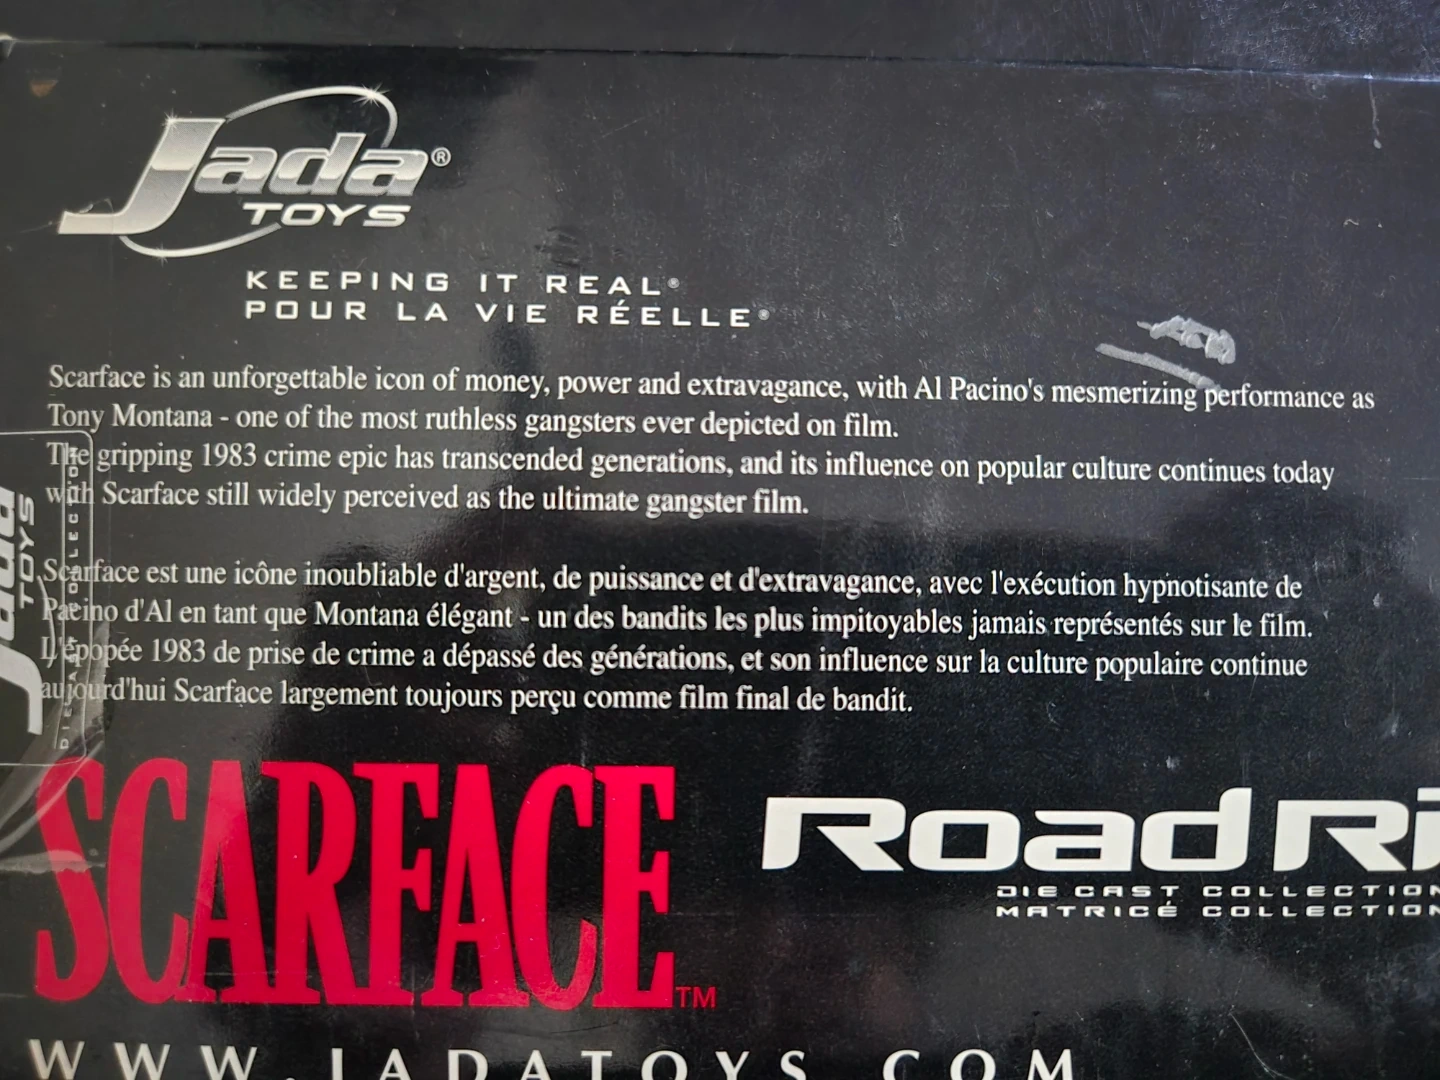 Jada®
TOYS
KEEPING IT REAL®
POUR LA VIE RÉELLE®
Scarface is an unforgettable icon of money, power and extravagance, with Al Pacino's mesmerizing performance as
Tony Montana - one of the most ruthless gangsters ever depicted on film.
The gripping 1983 crime epic has transcended generations, and its influence on popular culture continues today
with Scarface still widely perceived as the ultimate gangster film.
Scarface est une icône inoubliable d'argent, de puissance et d'extravagance, avec l'exécution hypnotisante de
Pacino d'Al en tant que Montana élégant - un des bandits les plus impitoyables jamais représentés sur le film.
L'épopée 1983 de prise de crime a dépassé des générations, et son influence sur la culture populaire continue
aujourd'hui Scarface largement toujours perçu comme film final de bandit.
Jada
TOYS
SCARFACE™
Road Ri
DIE CAST COLLECTION
MATRICÉ COLLECTION
WWW.JADATOYS.COM